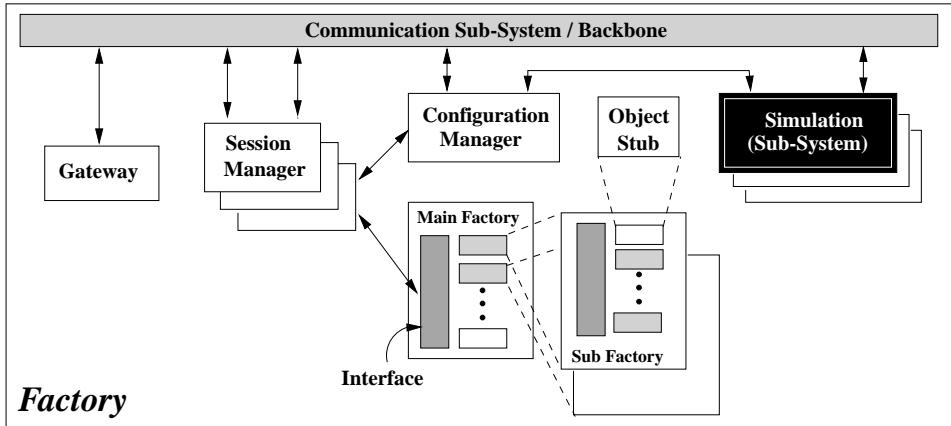 Communication Sub-System / Backbone
Gateway
Session
Manager
Configuration
Manager
Object
Stub
Simulation
(Sub-System)
Main Factory
Sub Factory
Interface
Factory